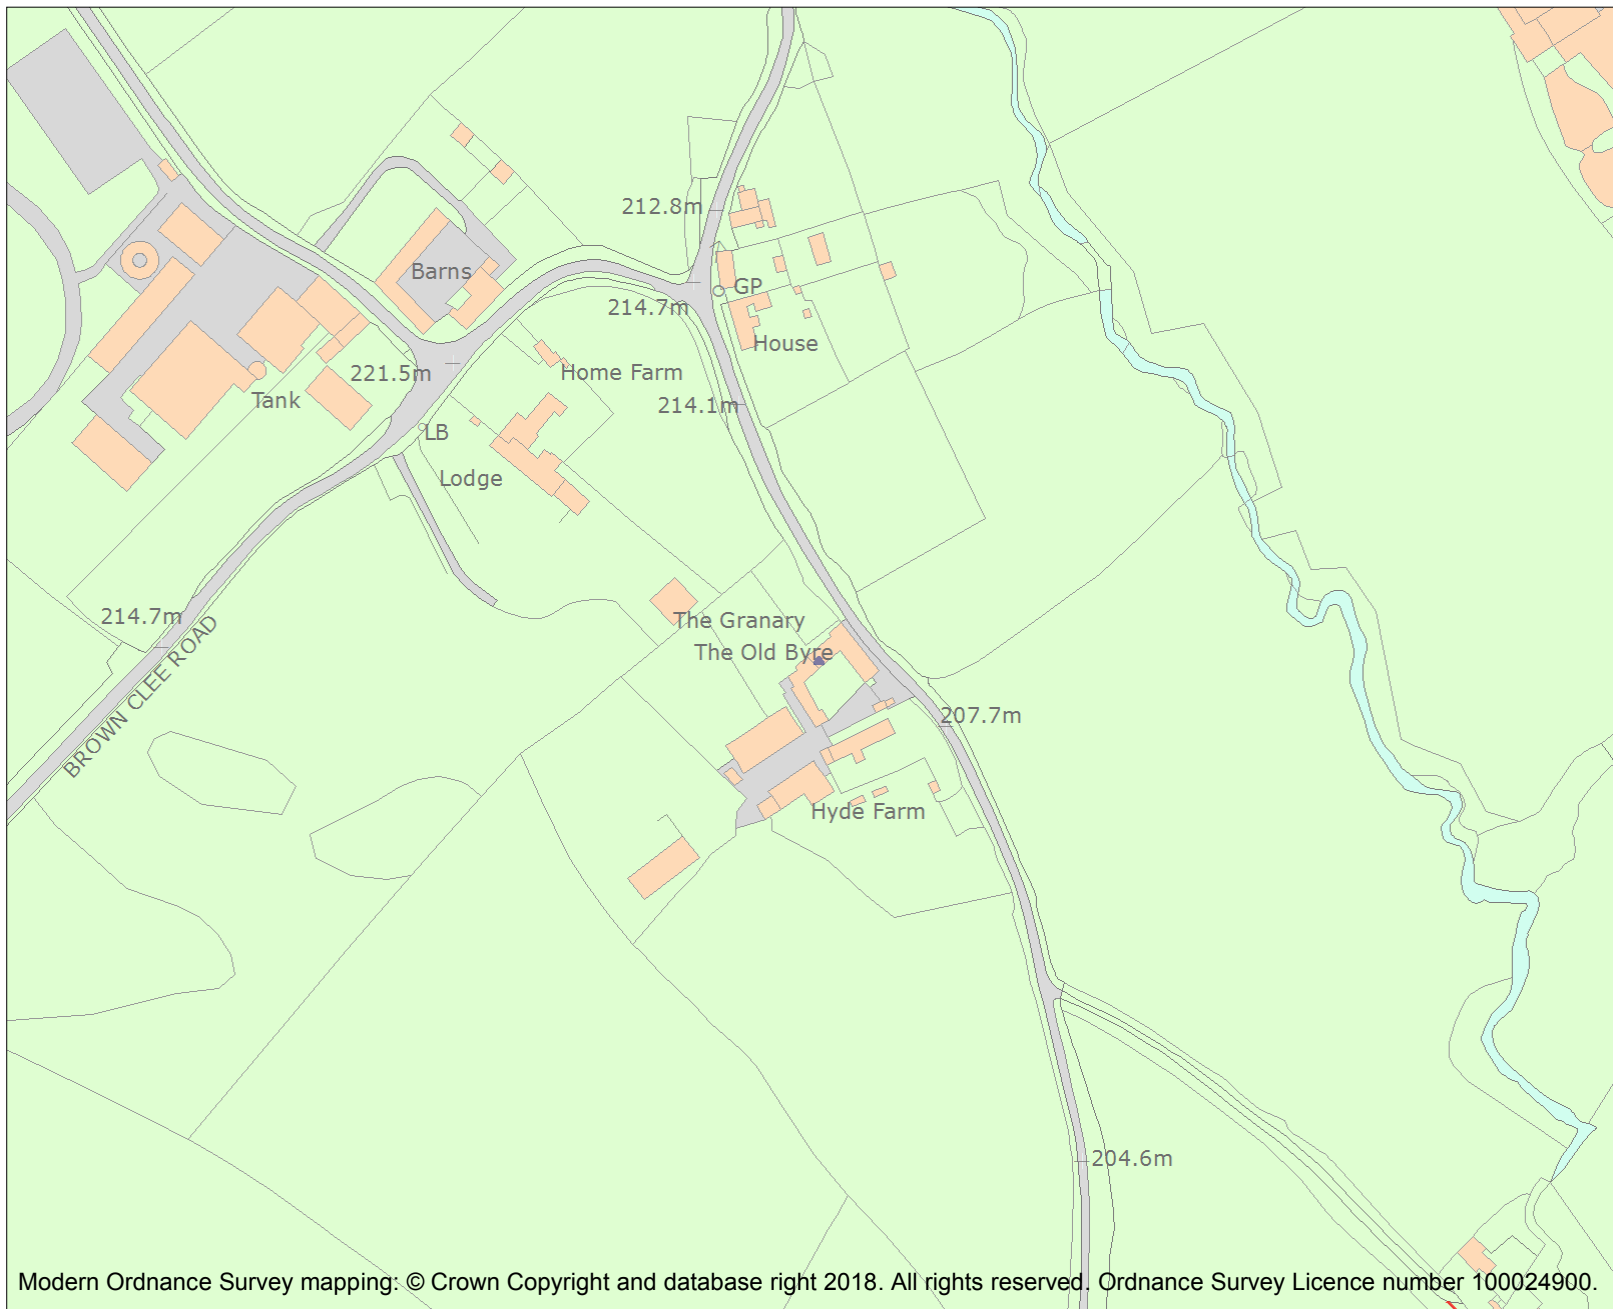 212.8m
Barns
GP
214.7m
House
221.5m
Home Farm
Tank
214.1m
LB
Lodge
214.7m
The Granary
BROWN CLEE ROAD
The Old Byre
207.7m
Hyde Farm
204.6m
Modern Ordnance Survey mapping: © Crown Copyright and database right 2018. All rights reserved. Ordnance Survey Licence number 100024900.